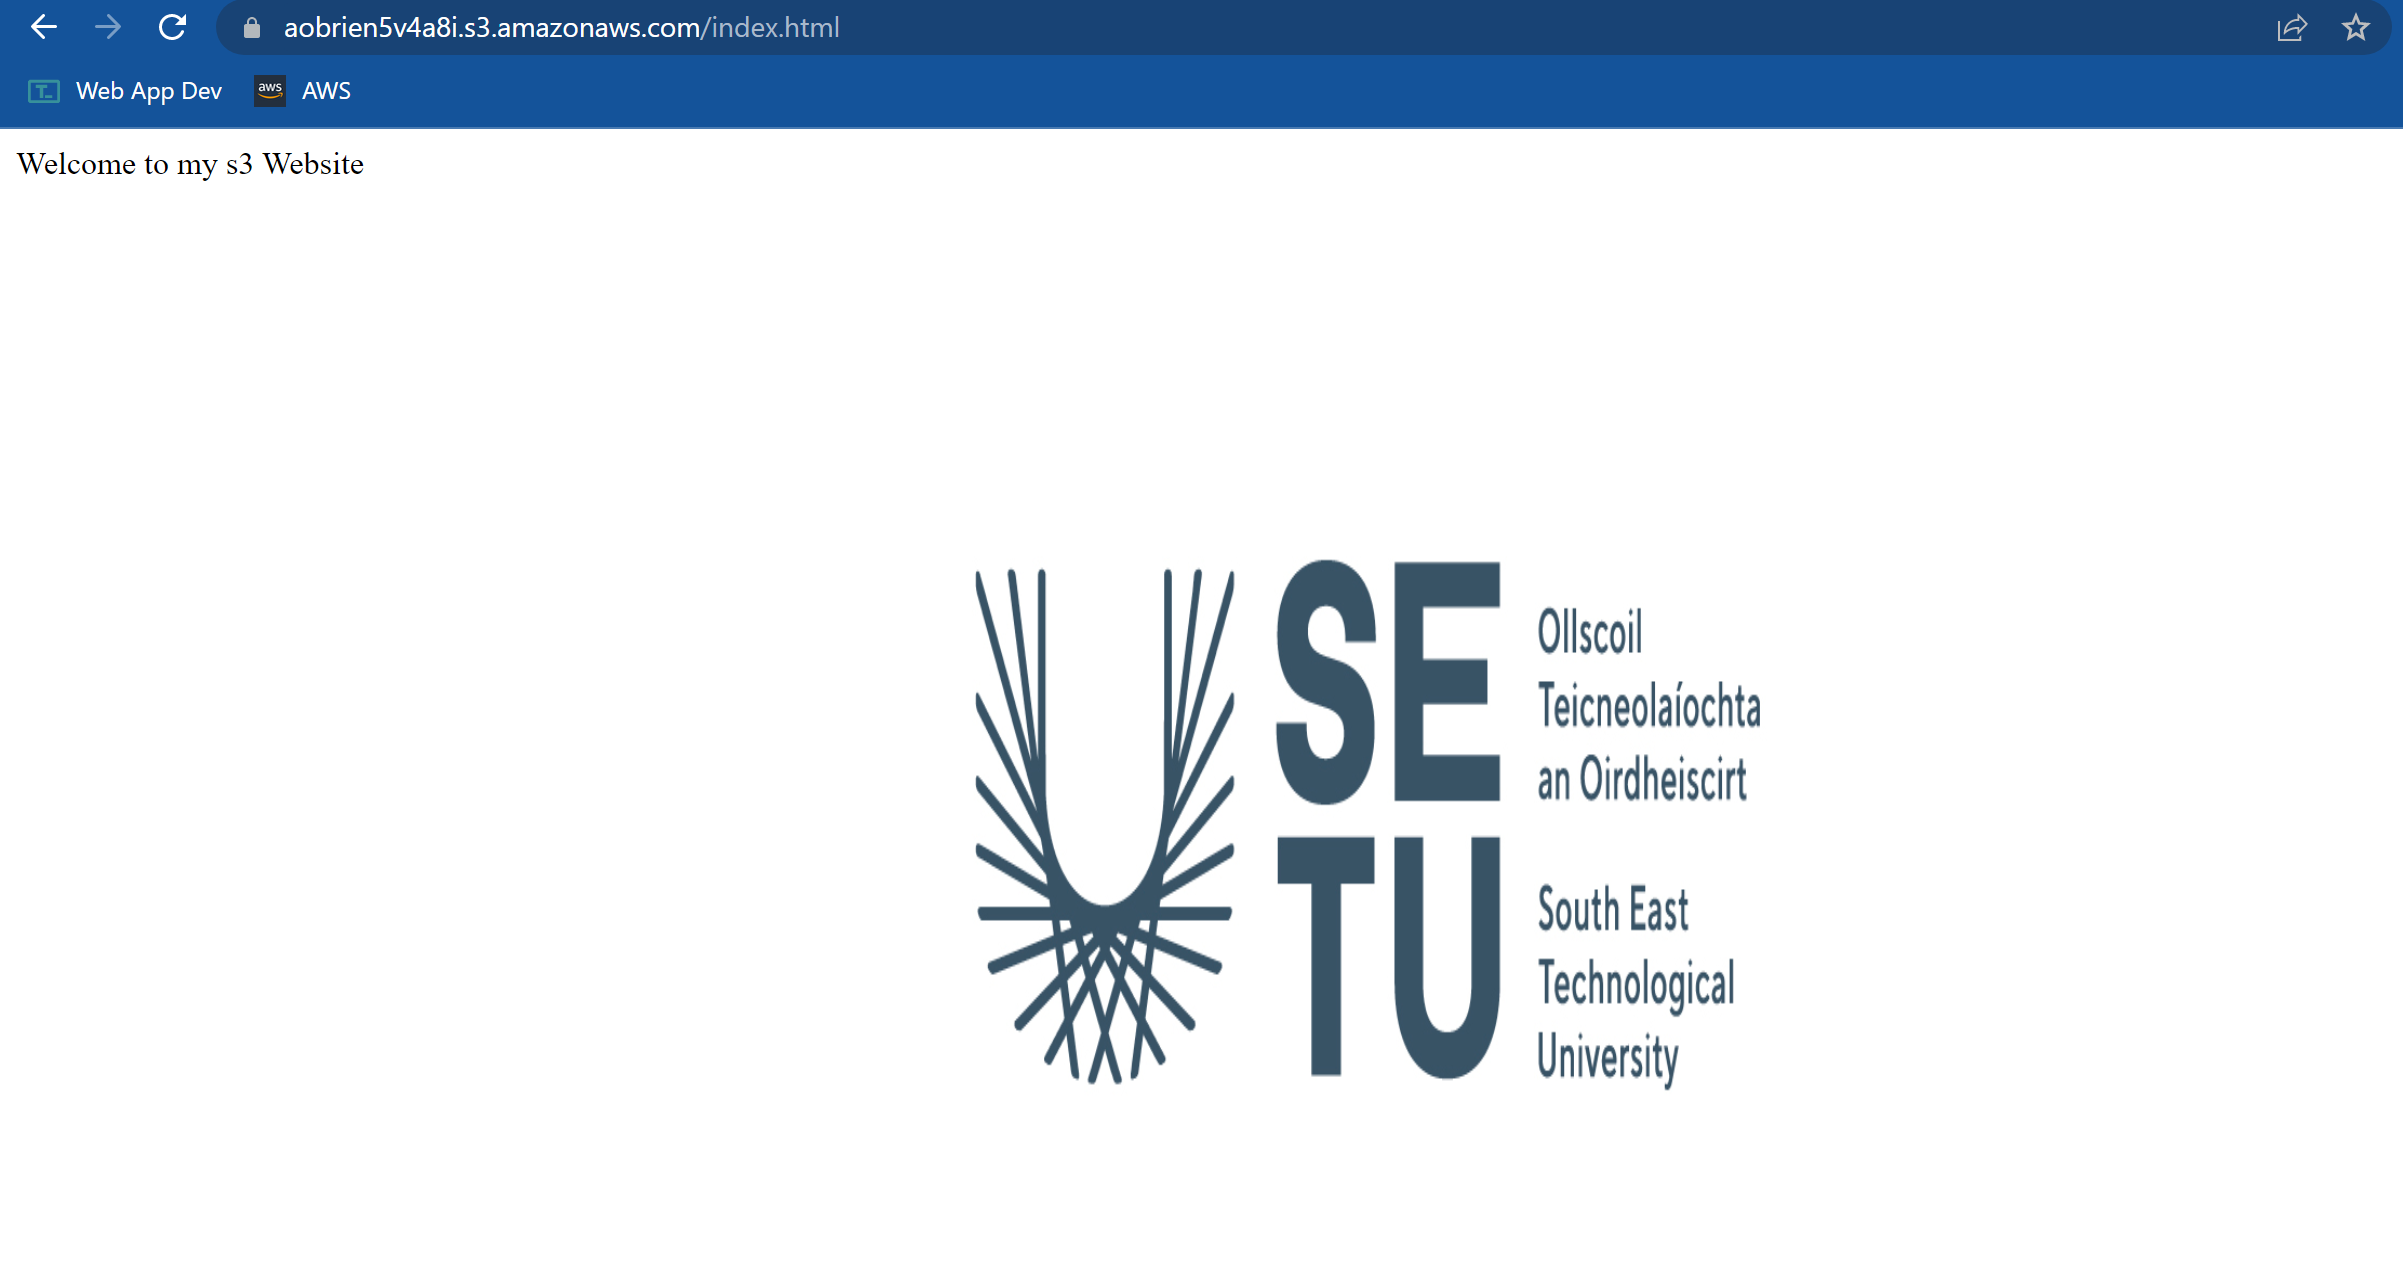 aobrien5v4a8i.s3.amazonaws.com/index.html
Web App Dev aws AWS
Welcome to my s3 Website
SE
TU
Ollscoil
Teicneolaíochta
an Oirdheiscirt
South East
Technological
University